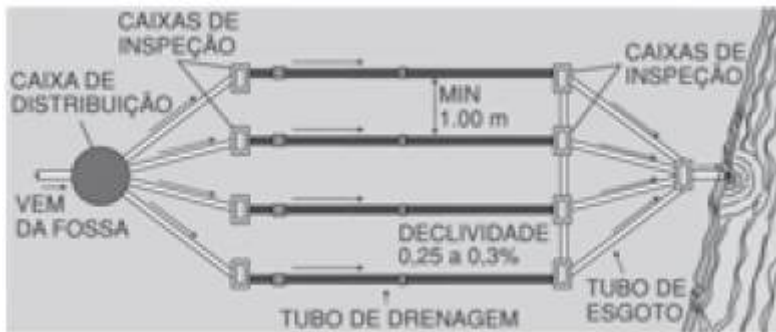 CAIXAS DE
INSPEÇÃO
CAIXA DE
DISTRIBUIÇÃO
CAIXAS DE
INSPEÇÃO
MIN
1.00 m
VEM
DA FOSSA
DECLIVIDADE
0,25 a 0,3%
TUBO DE
ESGOTO
TUBO DE DRENAGEM